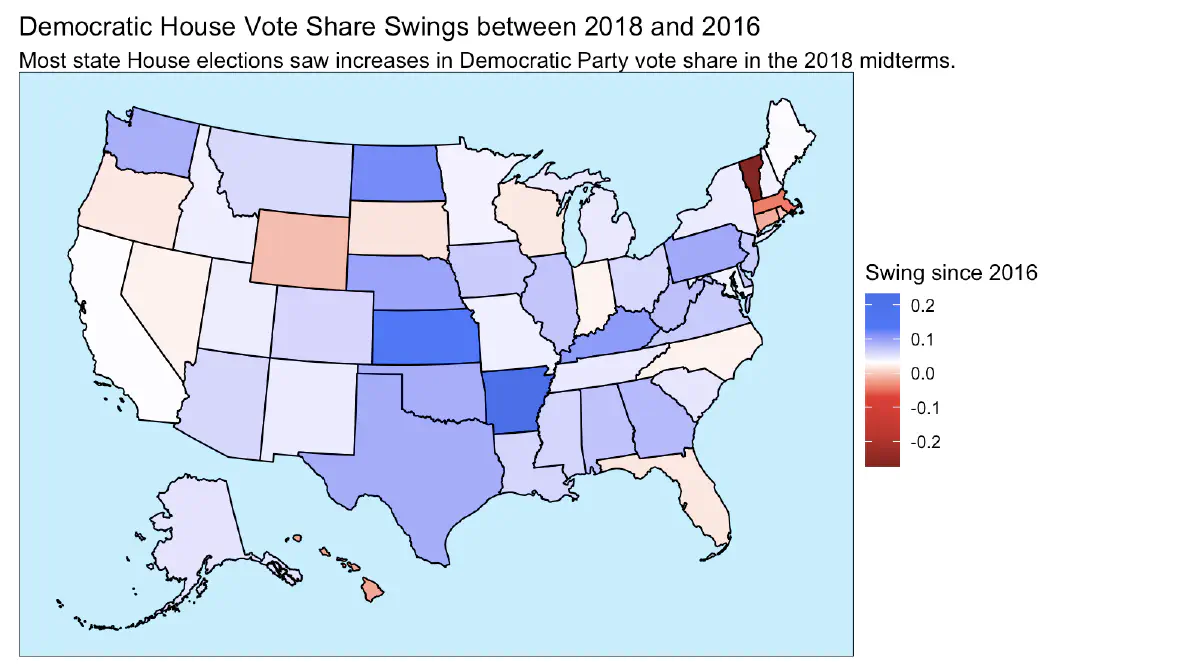 Democratic House Vote Share Swings between 2018 and 2016
Most state House elections saw increases in Democratic Party vote share in the 2018 midterms.
Swing since 2016
0.2
0.1
0.0
-0.1
-0.2